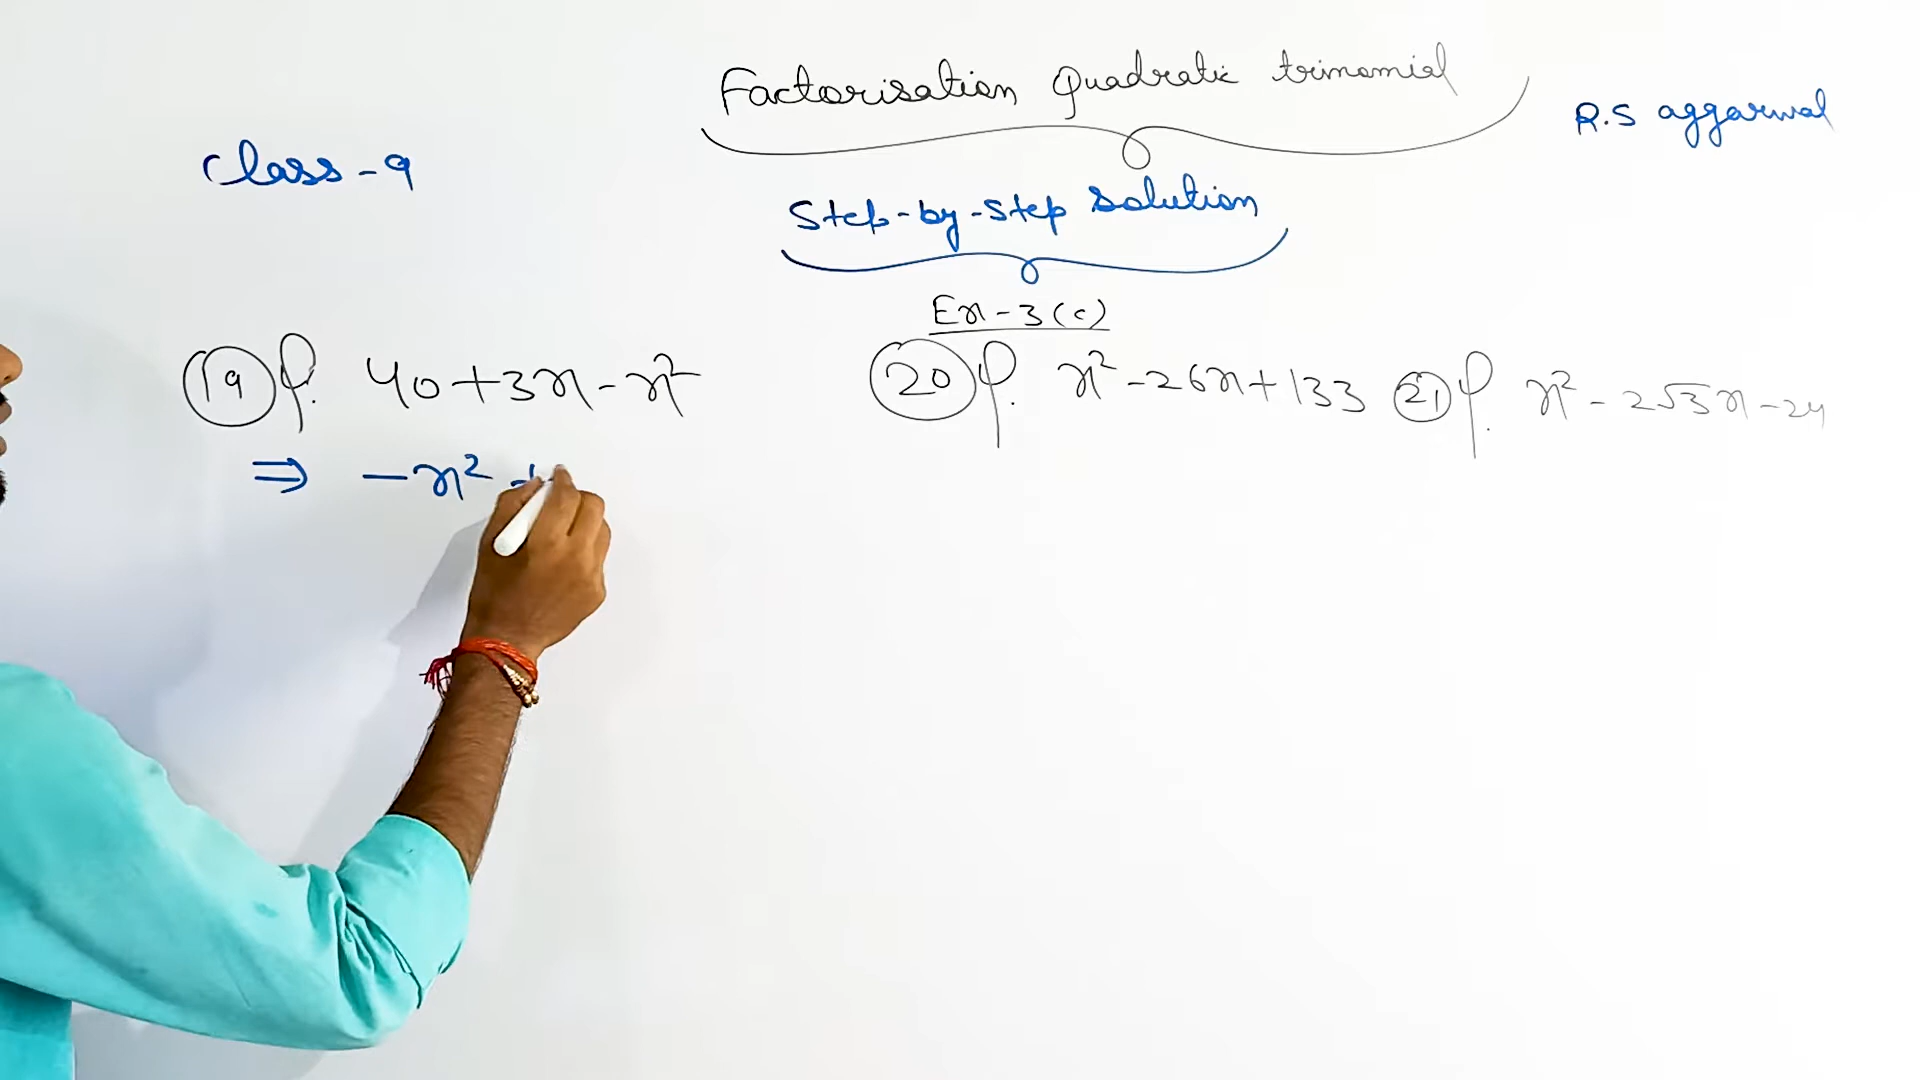 Factorisation Quadratic trinomial
R.S aggarwal
Class-9
Step-by-step Solution
Ex-3(c)
19 40+3x-x²
20 x²-26x+133
21 x²-2√3x-24
⇒ -x² +